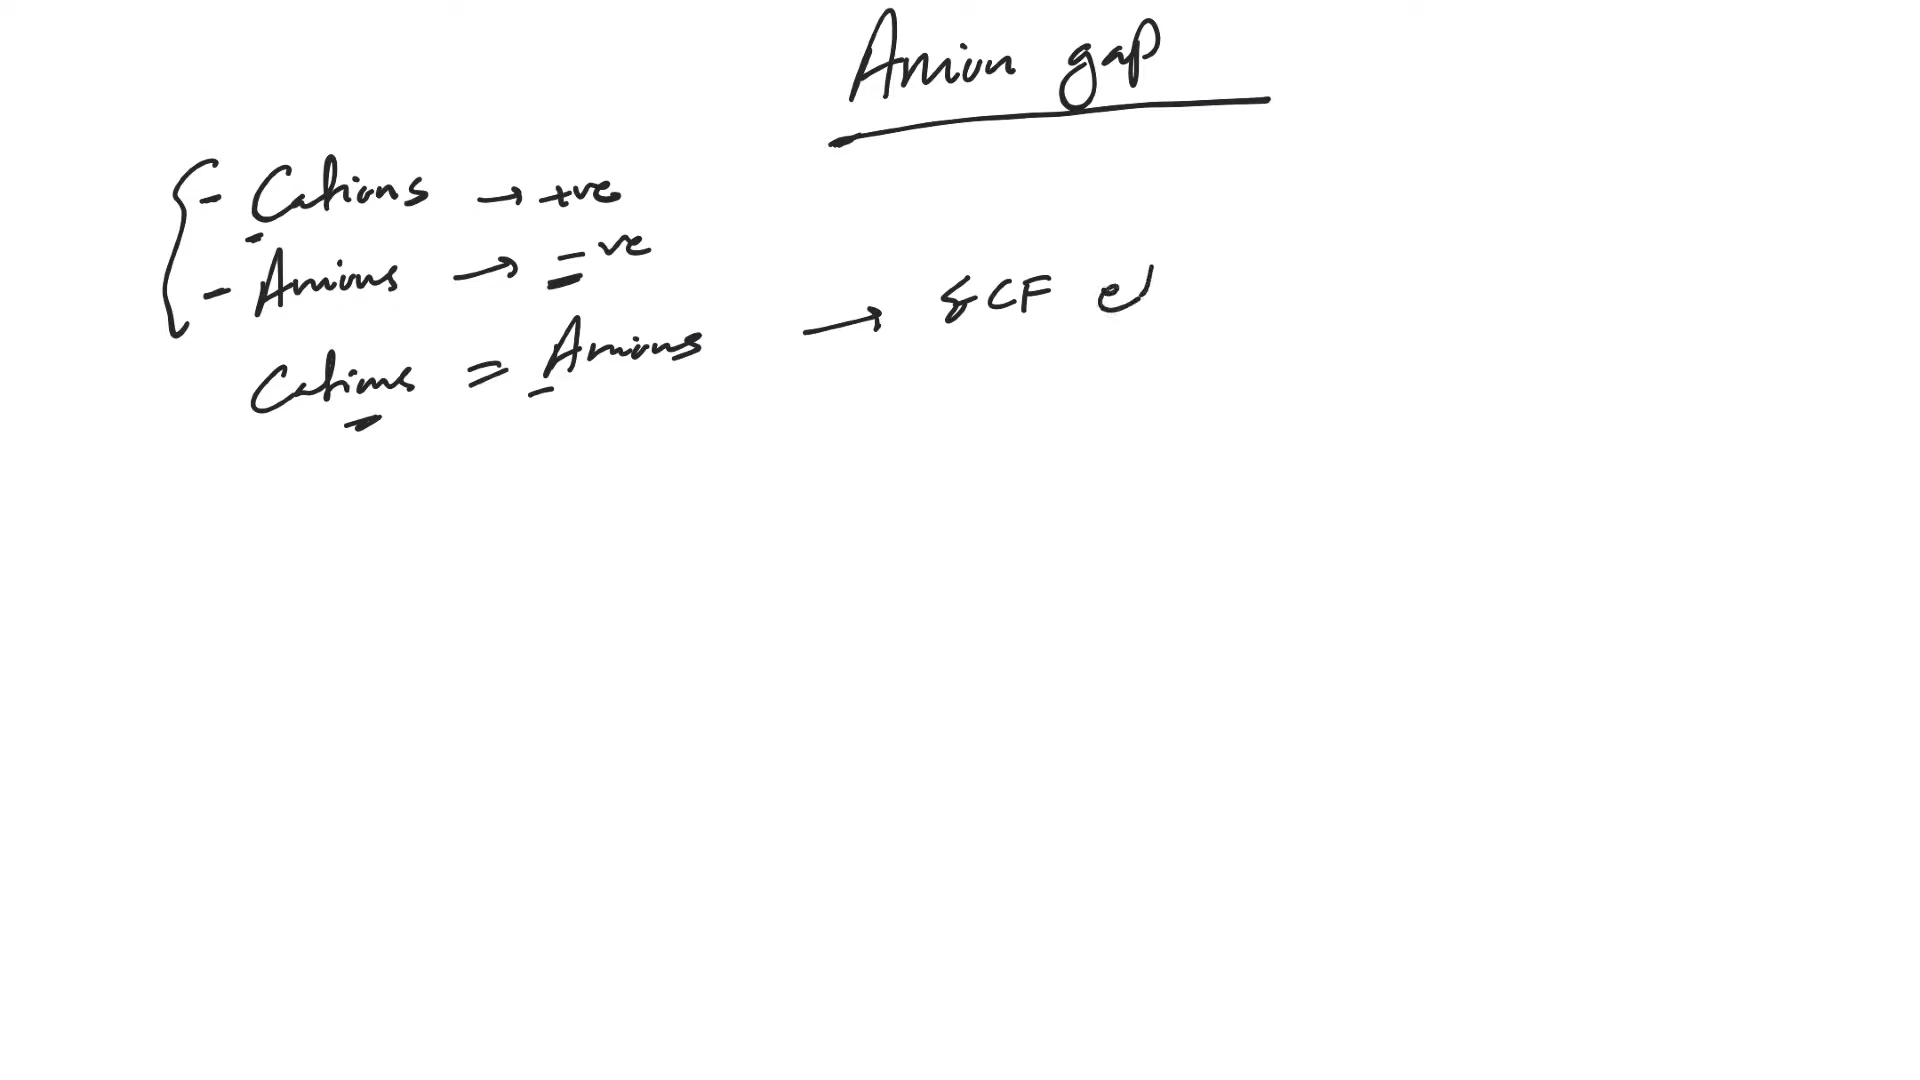 Anion gap
- Cations → +ve
- Anions → -ve
Cations = Anions → ECF